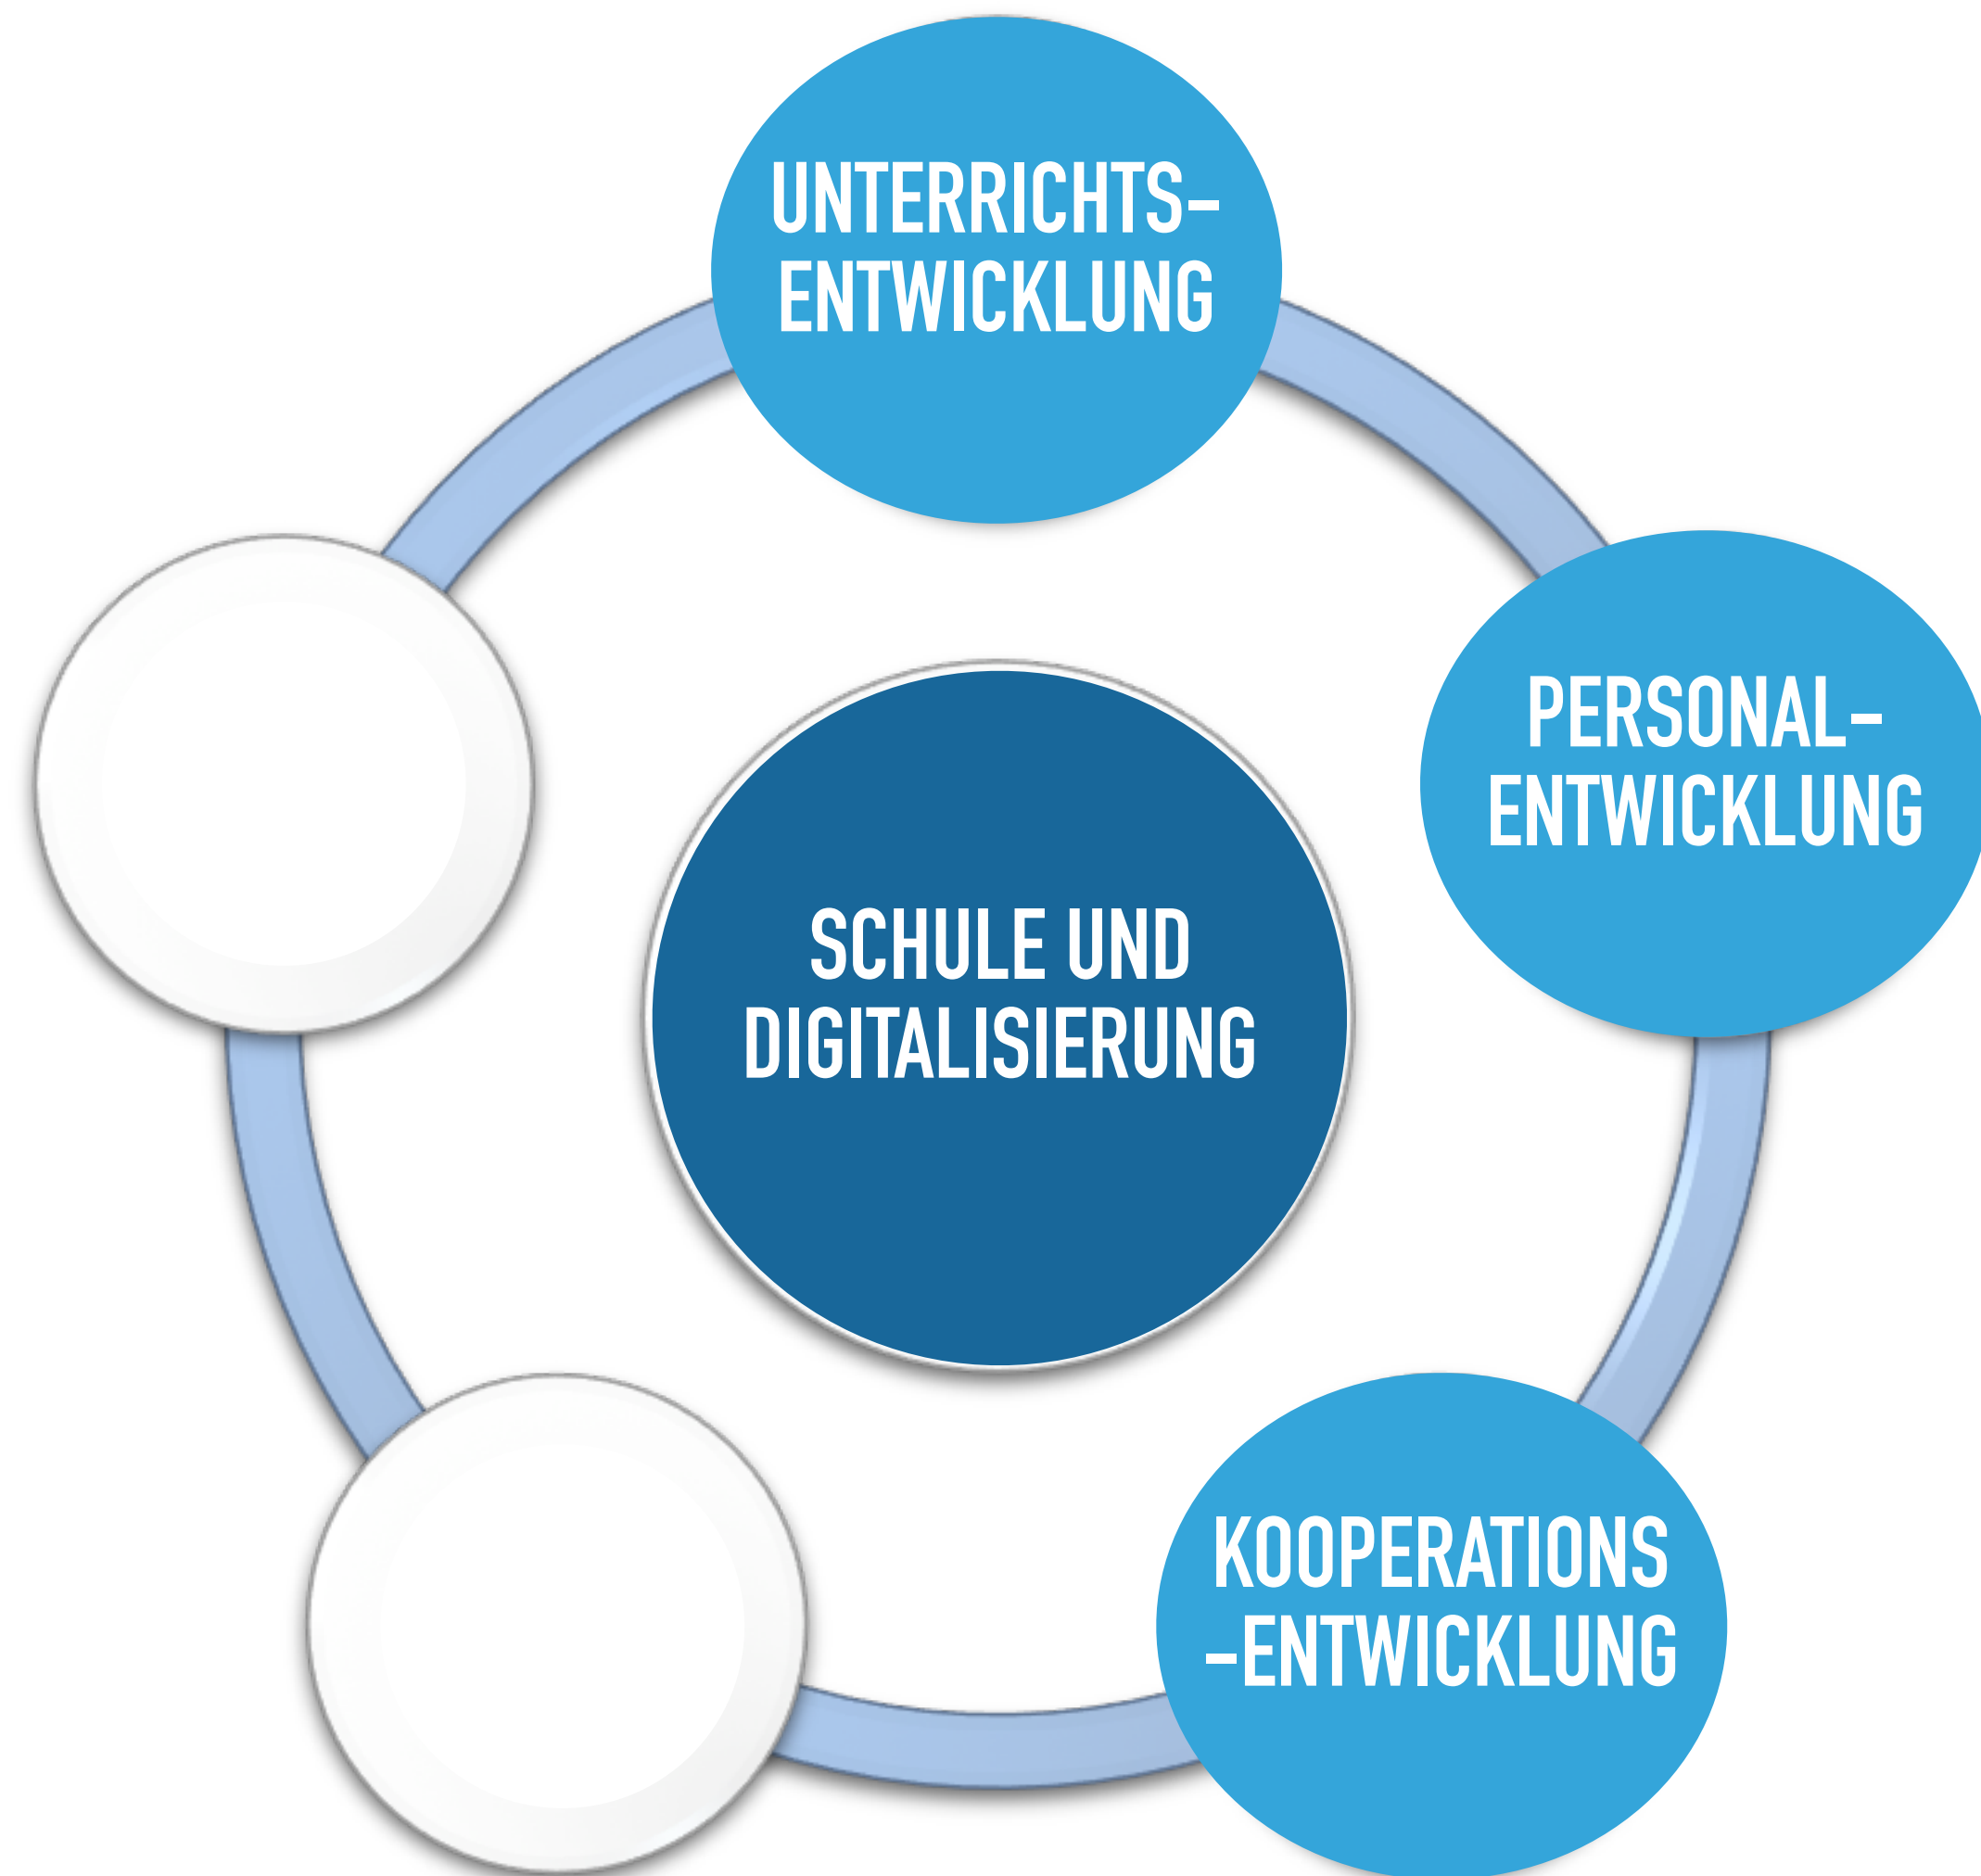 UNTERRICHTS-
ENTWICKLUNG
PERSONAL-
ENTWICKLUNG
SCHULE UND
DIGITALISIERUNG
KOOPERATIONS
-ENTWICKLUNG